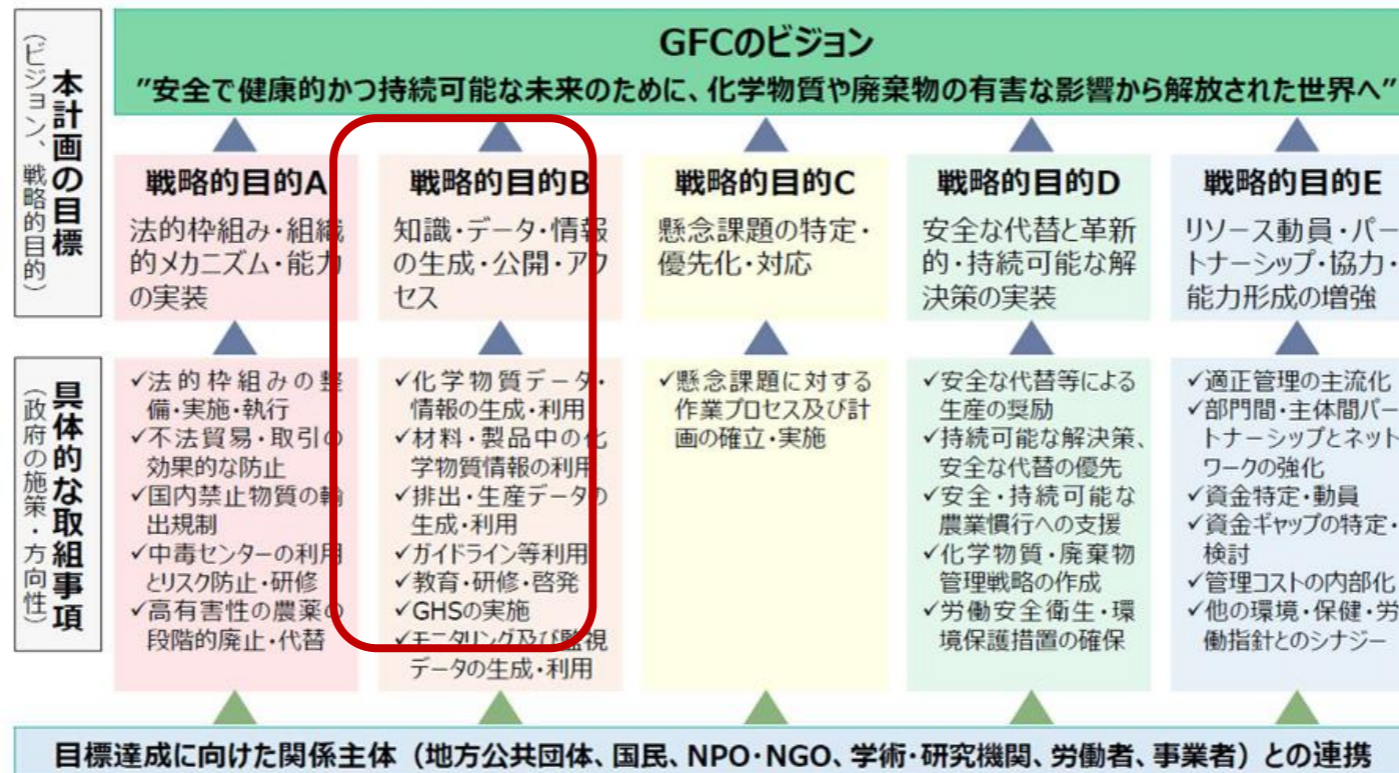 GFCのビジョン
”安全で健康的かつ持続可能な未来のために、化学物質や廃棄物の有害な影響から解放された世界へ”
本計画の目標
（ビジョン、戦略的目的）
戦略的目的A
法的枠組み・組織
的メカニズム・能力
の実装
戦略的目的B
知識・データ・情報
の生成・公開・アク
セス
戦略的目的C
懸念課題の特定・
優先化・対応
戦略的目的D
安全な代替と革新
的・持続可能な解
決策の実装
戦略的目的E
リソース動員・パー
トナーシップ・協力・
能力形成の増強
具体的な取組事項
（政府の施策・方向性）
✓法的枠組みの整
備・実施・執行
✓不法貿易・取引の
効果的な防止
✓国内禁止物質の輸
出規制
✓中毒センターの利用
とリスク防止・研修
✓高有害性の農薬の
段階的廃止・代替
✓化学物質データ・
情報の生成・利用
✓材料・製品中の化
学物質情報の利用
✓排出・生産データの
生成・利用
✓ガイドライン等利用
✓教育・研修・啓発
✓GHSの実施
✓モニタリング及び監視
データの生成・利用
✓懸念課題に対する
作業プロセス及び計
画の確立・実施
✓安全な代替等による
生産の奨励
✓持続可能な解決策、
安全な代替の優先
✓安全・持続可能な
農業慣行への支援
✓化学物質・廃棄物
管理戦略の作成
✓労働安全衛生・環
境保護措置の確保
✓適正管理の主流化
✓部門間・主体間パー
トナーシップとネット
ワークの強化
✓資金特定・動員
✓資金ギャップの特定・
検討
✓管理コストの内部化
✓他の環境・保健・労
働指針とのシナジー
目標達成に向けた関係主体（地方公共団体、国民、NPO・NGO、学術・研究機関、労働者、事業者）との連携